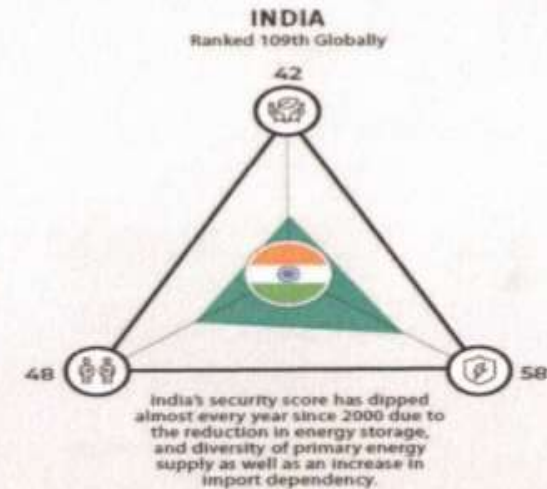 INDIA
Ranked 109th Globally
42
48
58
India's security score has dipped
almost every year since 2000 due to
the reduction in energy storage,
and diversity of primary energy
supply as well as an increase in
import dependency.